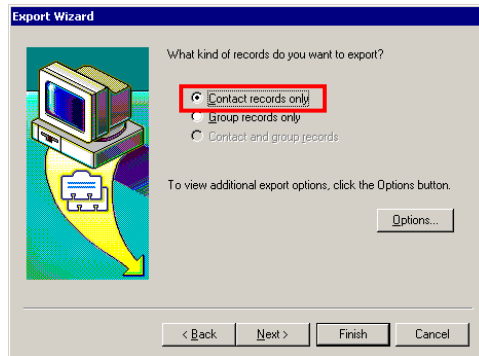 Export Wizard
What kind of records do you want to export?
Contact records only
Group records only
Contact and group records
To view additional export options, click the Options button.
Options...
< Back Next > Finish Cancel